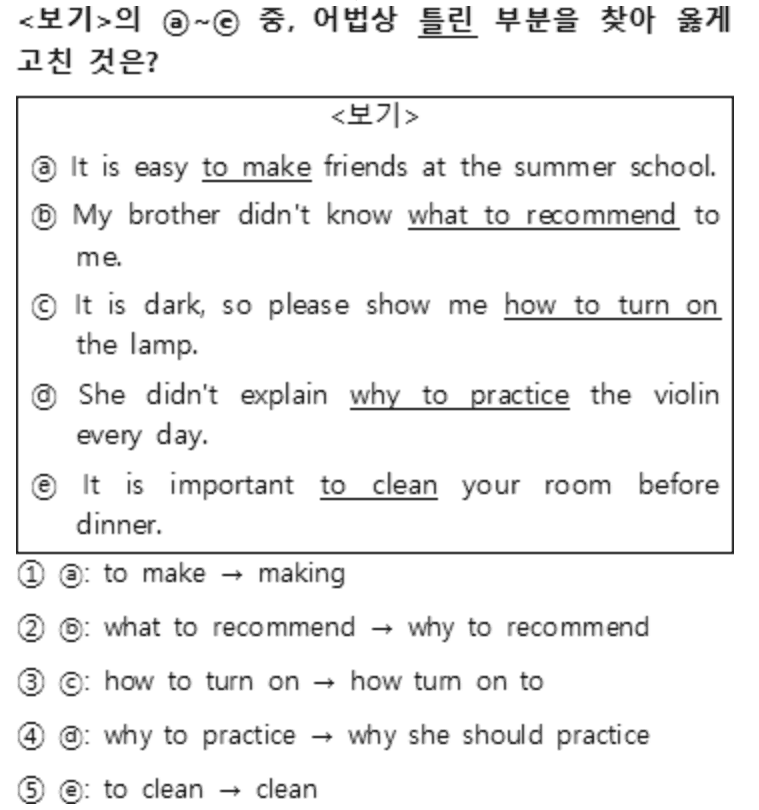 <보기>의 ⓐ~ⓔ 중, 어법상 틀린 부분을 찾아 옳게
고친 것은?
<보기>
ⓐ It is easy to make friends at the summer school.
ⓑ My brother didn't know what to recommend to
me.
ⓒ It is dark, so please show me how to turn on
the lamp.
ⓓ She didn't explain why to practice the violin
every day.
ⓔ It is important to clean your room before
dinner.
① ⓐ: to make → making
② ⓑ: what to recommend → why to recommend
③ ⓒ: how to turn on → how turn on to
④ ⓓ: why to practice → why she should practice
⑤ ⓔ: to clean → clean